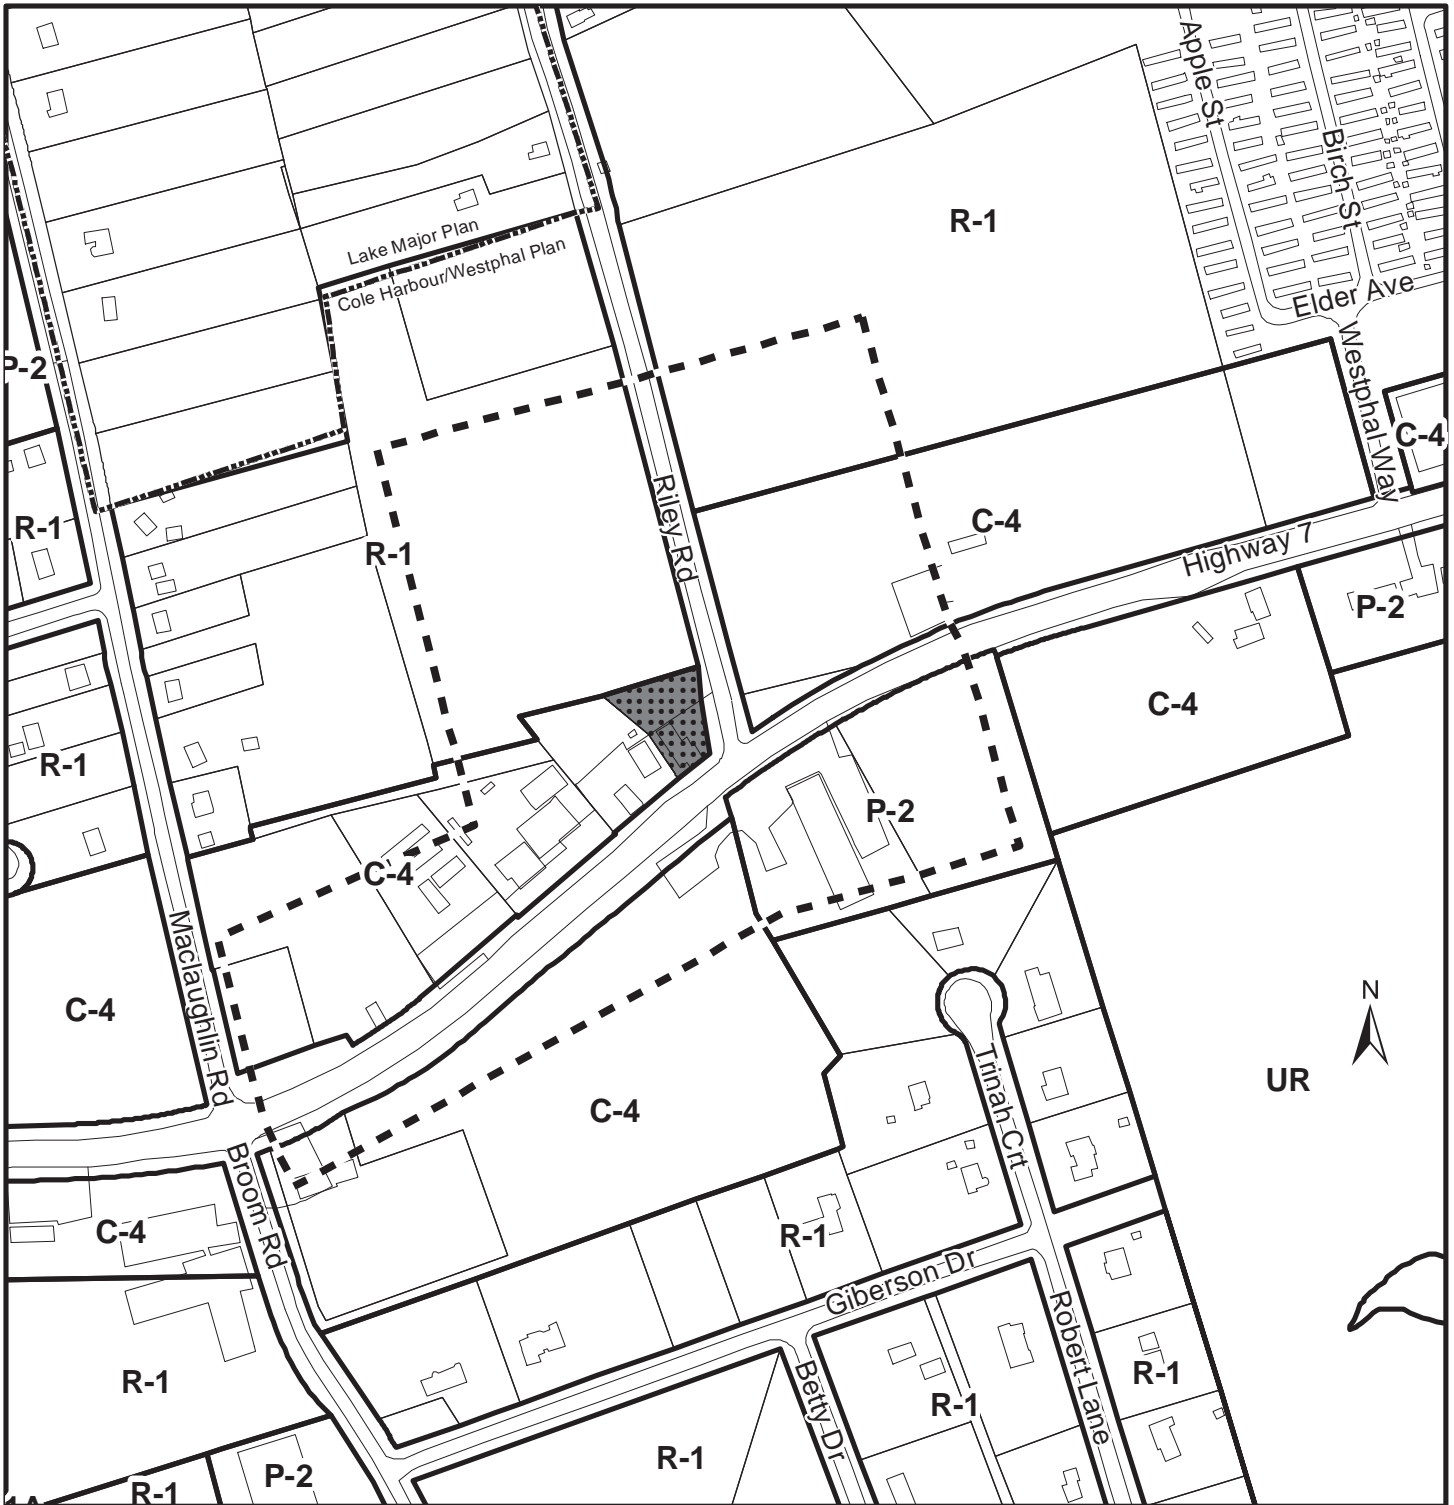 Apple St
Birch St
R-1
Lake Major Plan
Cole Harbour/Westphal Plan
Elder Ave
P-2
Westphal Way
C-4
Riley Rd
C-4
R-1
R-1
Highway 7
P-2
C-4
R-1
P-2
C-4
Maclaughlin Rd
N
C-4
UR
C-4
Trinah Crt
Broom Rd
C-4
R-1
Giberson Dr
R-1
Robert Lane
R-1
Betty Dr
R-1
R-1
P-2
R-1